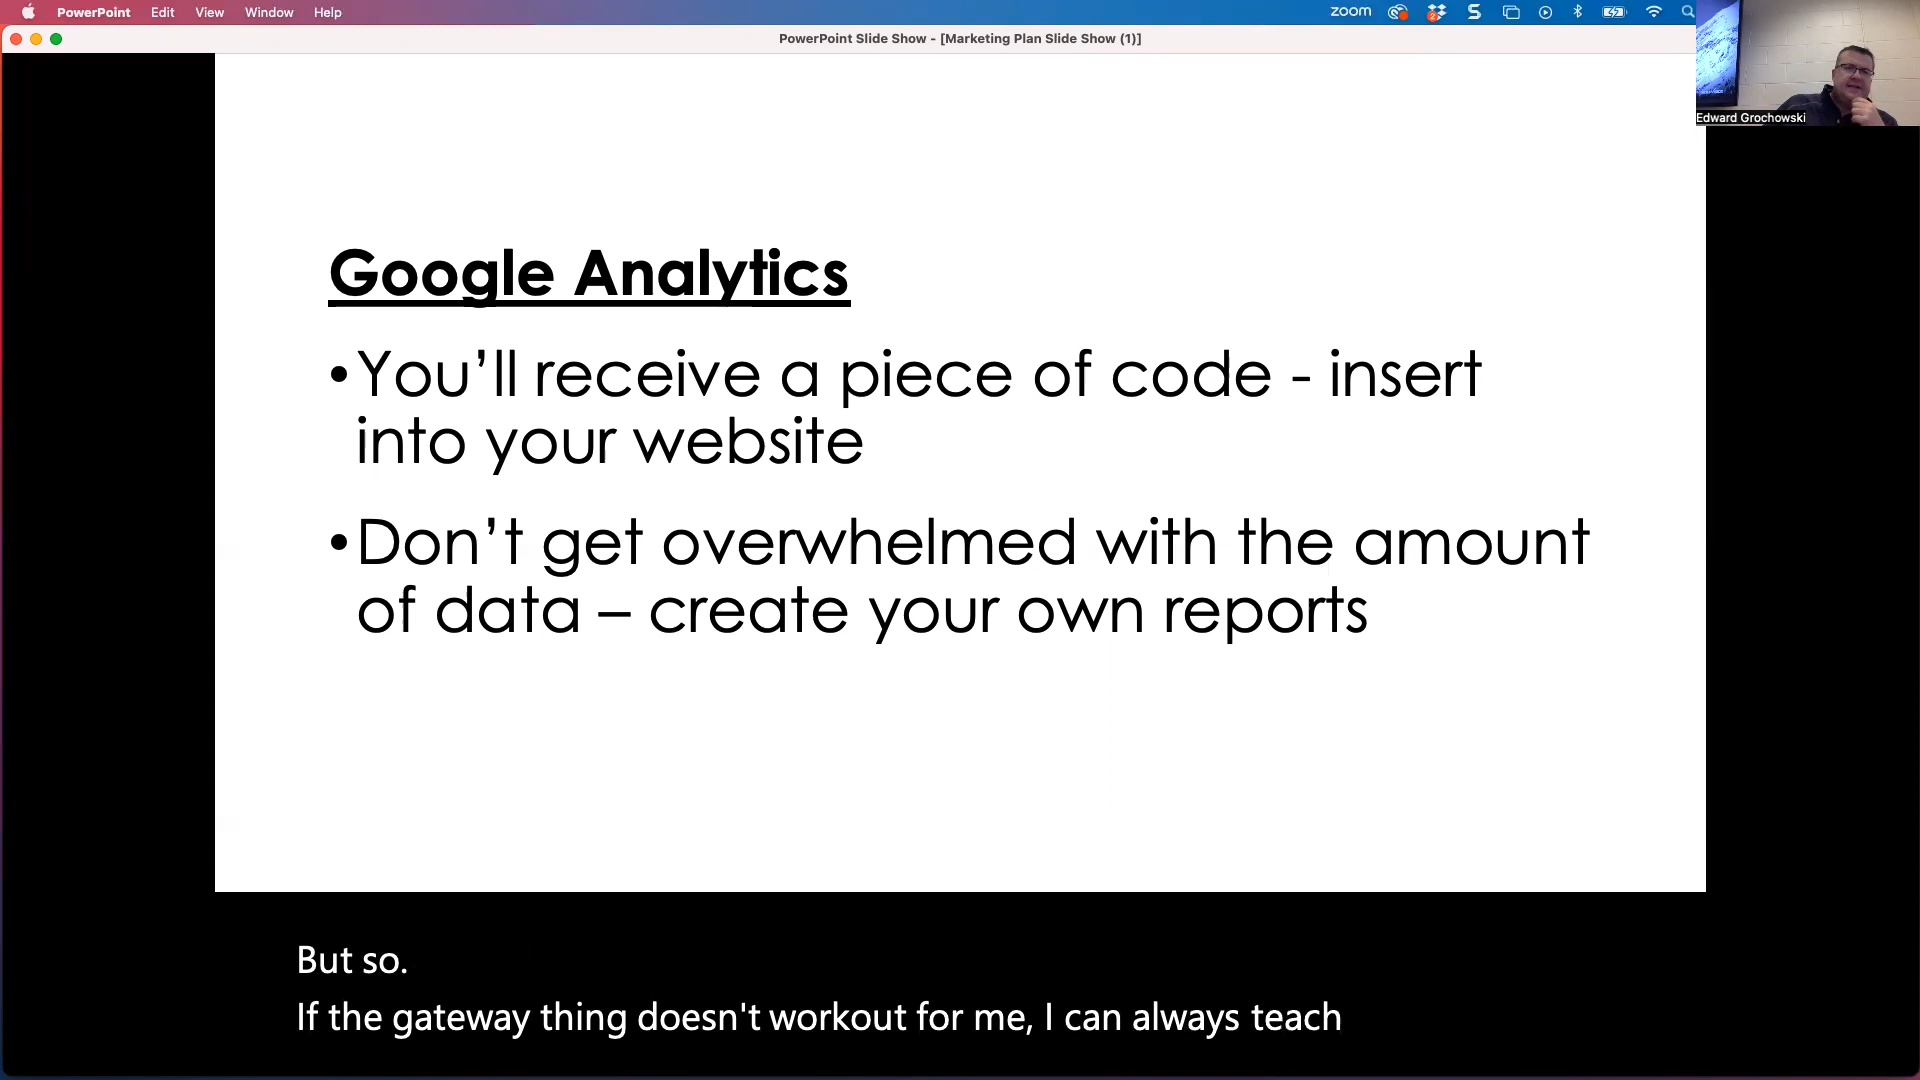 PowerPoint Edit View Window Help zoom 2 S
PowerPoint Slide Show - [Marketing Plan Slide Show (1)]
Edward Grochowski
Google Analytics
•You’ll receive a piece of code - insert
into your website
•Don’t get overwhelmed with the amount
of data – create your own reports
But so.
If the gateway thing doesn't workout for me, I can always teach